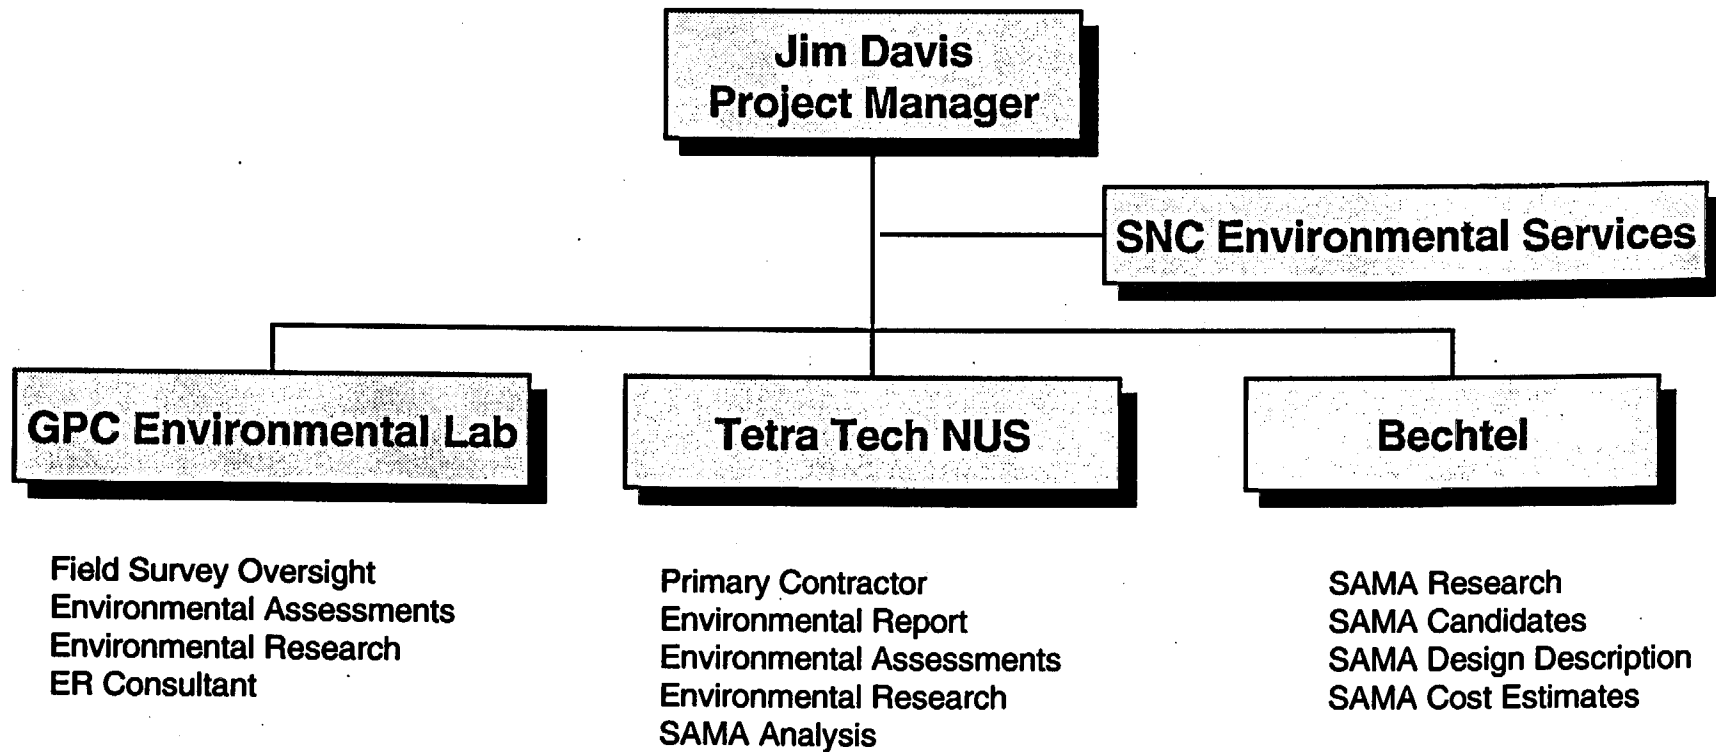 Jim Davis
Project Manager
SNC Environmental Services
GPC Environmental Lab
Tetra Tech NUS
Bechtel
Field Survey Oversight
Environmental Assessments
Environmental Research
ER Consultant
Primary Contractor
Environmental Report
Environmental Assessments
Environmental Research
SAMA Analysis
SAMA Research
SAMA Candidates
SAMA Design Description
SAMA Cost Estimates